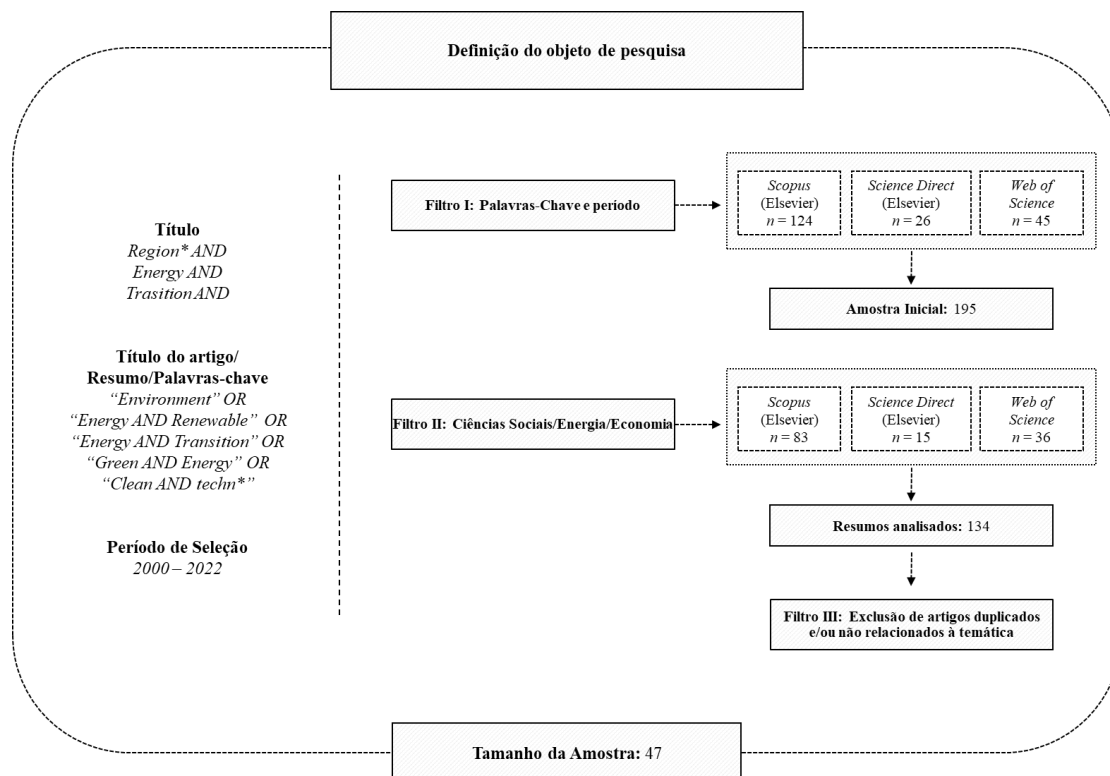 Definição do objeto de pesquisa
Título
Region* AND
Energy AND
Trasition AND
Título do artigo/
Resumo/Palavras-chave
“Environment” OR
“Energy AND Renewable” OR
“Energy AND Transition” OR
“Green AND Energy” OR
“Clean AND techn*”
Período de Seleção
2000 – 2022
Filtro I: Palavras-Chave e período
Scopus
(Elsevier)
n = 124
Science Direct
(Elsevier)
n = 26
Web of
Science
n = 45
Amostra Inicial: 195
Filtro II: Ciências Sociais/Energia/Economia
Scopus
(Elsevier)
n = 83
Science Direct
(Elsevier)
n = 15
Web of
Science
n = 36
Resumos analisados: 134
Filtro III: Exclusão de artigos duplicados
e/ou não relacionados à temática
Tamanho da Amostra: 47